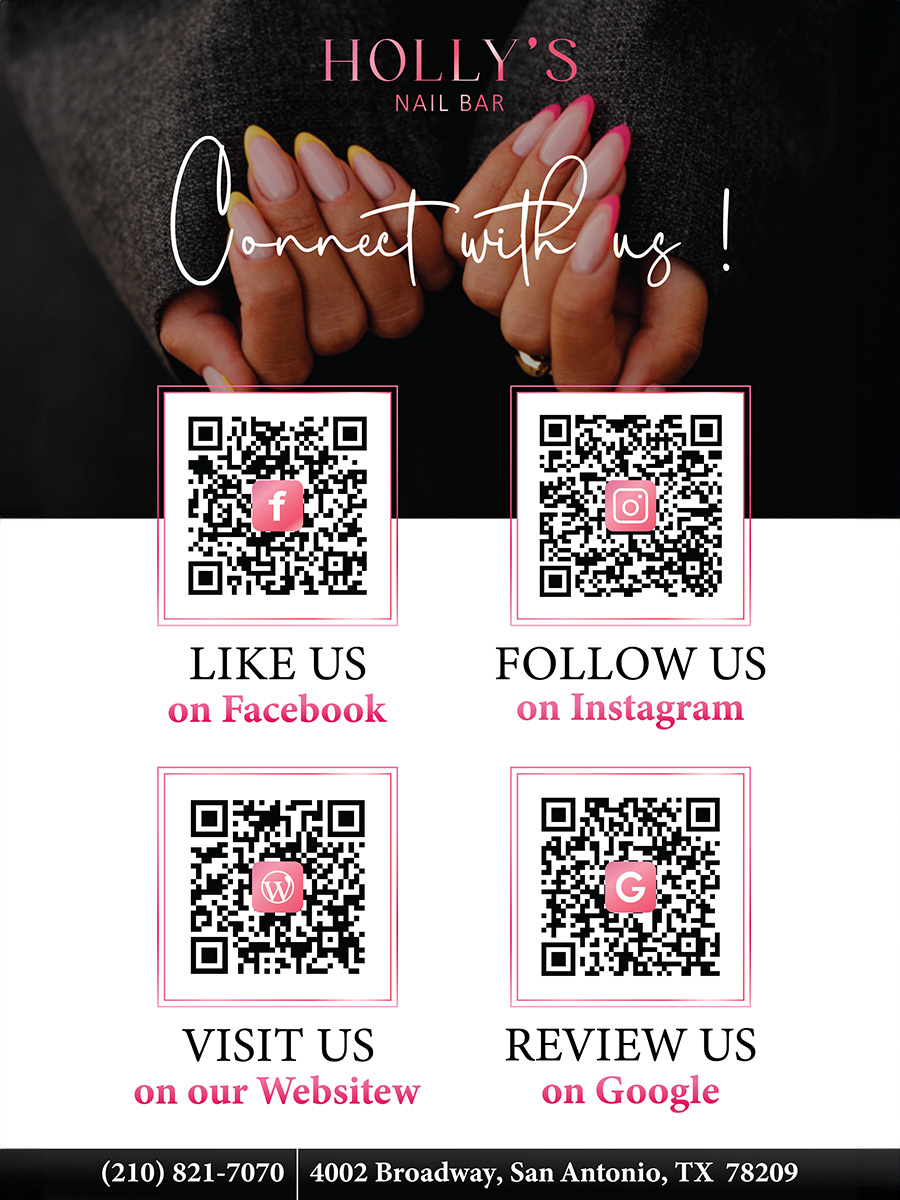 HOLLY'S
NAIL BAR
Connect with us !
LIKE US
on Facebook
FOLLOW US
on Instagram
VISIT US
on our Websitew
REVIEW US
on Google
(210) 821-7070 | 4002 Broadway, San Antonio, TX 78209